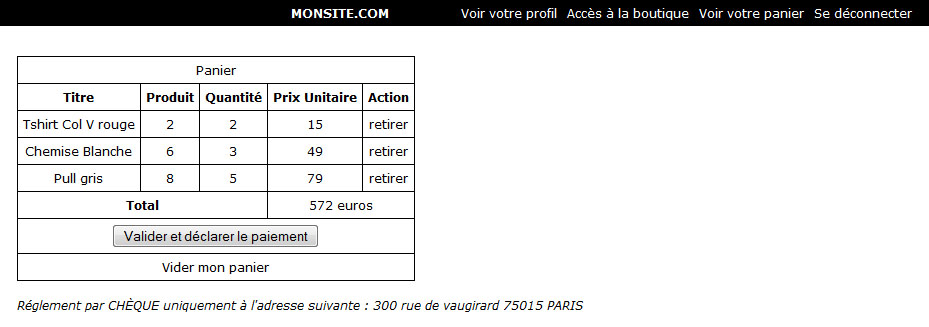 MONSITE.COM Voir votre profil Accès à la boutique Voir votre panier Se déconnecter
Panier
Titre Produit Quantité Prix Unitaire Action
Tshirt Col V rouge 2 2 15 retirer
Chemise Blanche 6 3 49 retirer
Pull gris 8 5 79 retirer
Total 572 euros
Valider et déclarer le paiement
Vider mon panier
Réglement par CHÈQUE uniquement à l'adresse suivante : 300 rue de vaugirard 75015 PARIS